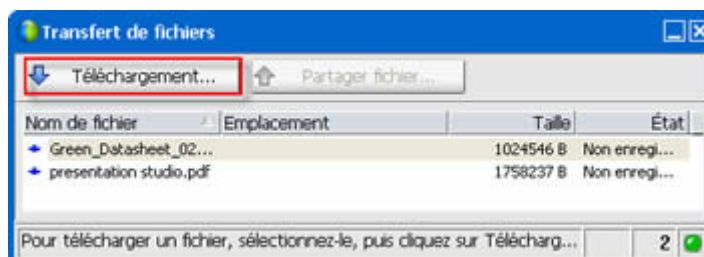 Transfert de fichiers
Téléchargement... Partager fichier...
Nom de fichier Emplacement Taille État
Green_Datasheet_02... 1024546 B Non enregi...
presentation studio.pdf 1758237 B Non enregi...
Pour télécharger un fichier, sélectionnez-le, puis cliquez sur Télécharg... 2